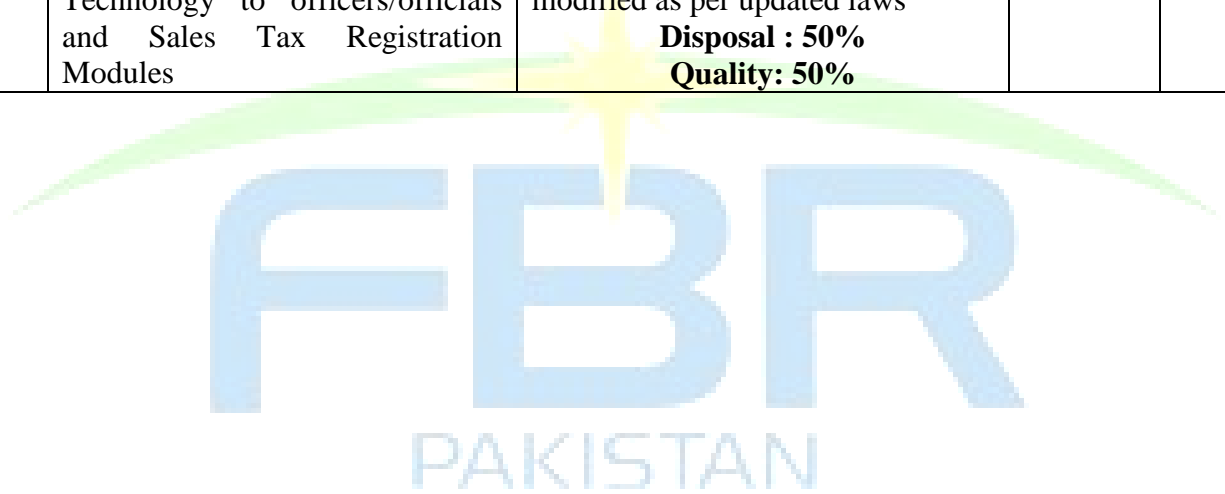 Technology to officers/officials
and Sales Tax Registration
Modules
modified as per updated laws
Disposal : 50%
Quality: 50%
FBR
PAKISTAN